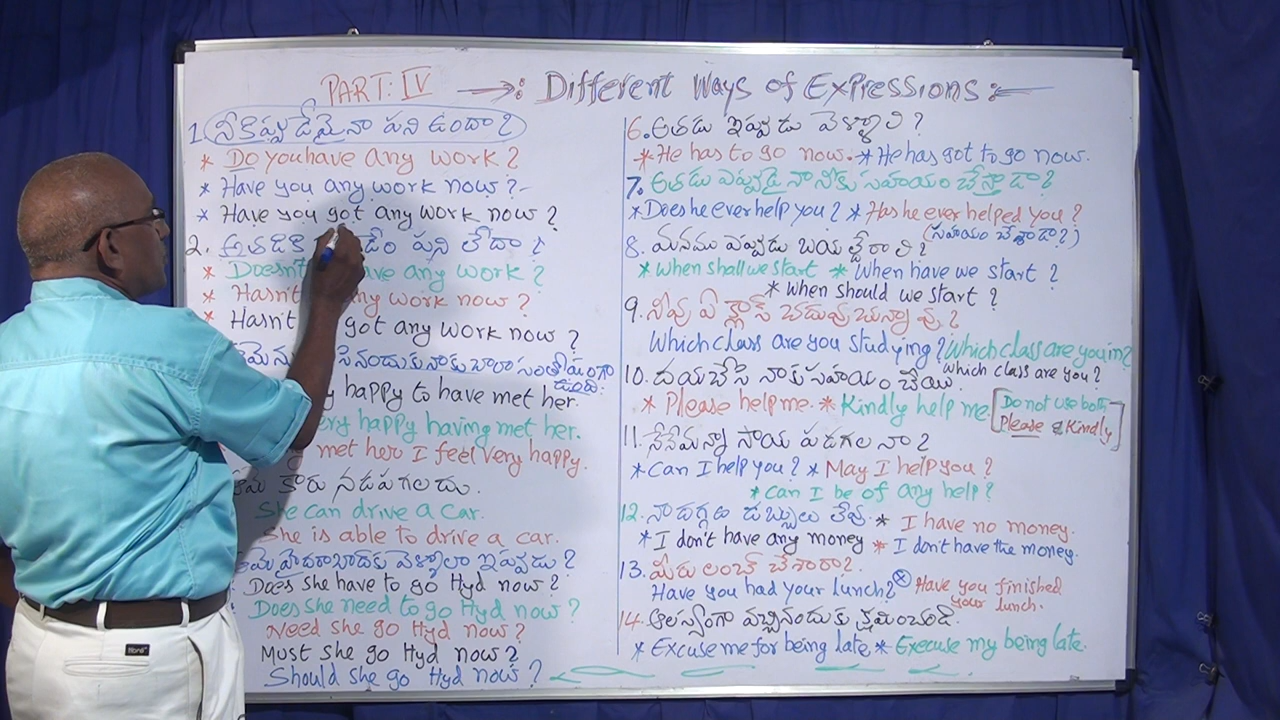 PART: IV →: Different Ways of Expressions:
1. నీకిప్పుడేమైనా పని ఉందా?
* Do you have any work?
* Have you any work now?
* Have you got any work now?
2. అతడికి డేం పని లేదా?
* Doesn't have any work?
* Hasn't any work now?
* Hasn't got any work now?
నందుకు నాకు చాలా సంతోషంగా
ఉంది.
happy to have met her.
very happy having met her.
met her I feel very happy.
ఆమె కారు నడపగలదు.
She can drive a car.
She is able to drive a car.
ఆమె హైదరాబాద్‌కు వెళ్ళాలా ఇప్పుడు?
Does she have to go Hyd now?
Does she need to go Hyd now?
Need she go Hyd now?
Must she go Hyd now?
Should she go Hyd now?
6. అతడు ఇప్పుడు వెళ్ళాలి?
* He has to go now. * He has got to go now.
7. అతడు ఎప్పుడైనా నీకు సహాయం చేస్తాడా?
* Does he ever help you? * Has he ever helped you?
(సహాయం చేశాడా?)
8. మనము ఎప్పుడు బయల్దేరాలి?
* When shall we start * When have we start?
* When should we start?
9. నీవు ఏ క్లాస్ చదువుచున్నావు?
Which class are you studying? Which class are you in?
Which class are you?
10. దయచేసి నాకు సహాయం చేయి.
* Please help me. * Kindly help me. [Do not use both
Please & Kindly]
11. నేనేమన్నా సాయ పడగలనా?
* Can I help you? * May I help you?
* Can I be of any help?
12. నా దగ్గర డబ్బులు లేవు. * I have no money.
* I don't have any money * I don't have the money.
13. మీరు లంచ్ చేశారా?
Have you had your lunch? ⊗ Have you finished
your lunch.
14. ఆలస్యంగా వచ్చినందుకు క్షమించండి.
* Excuse me for being late. * Execuse my being late.